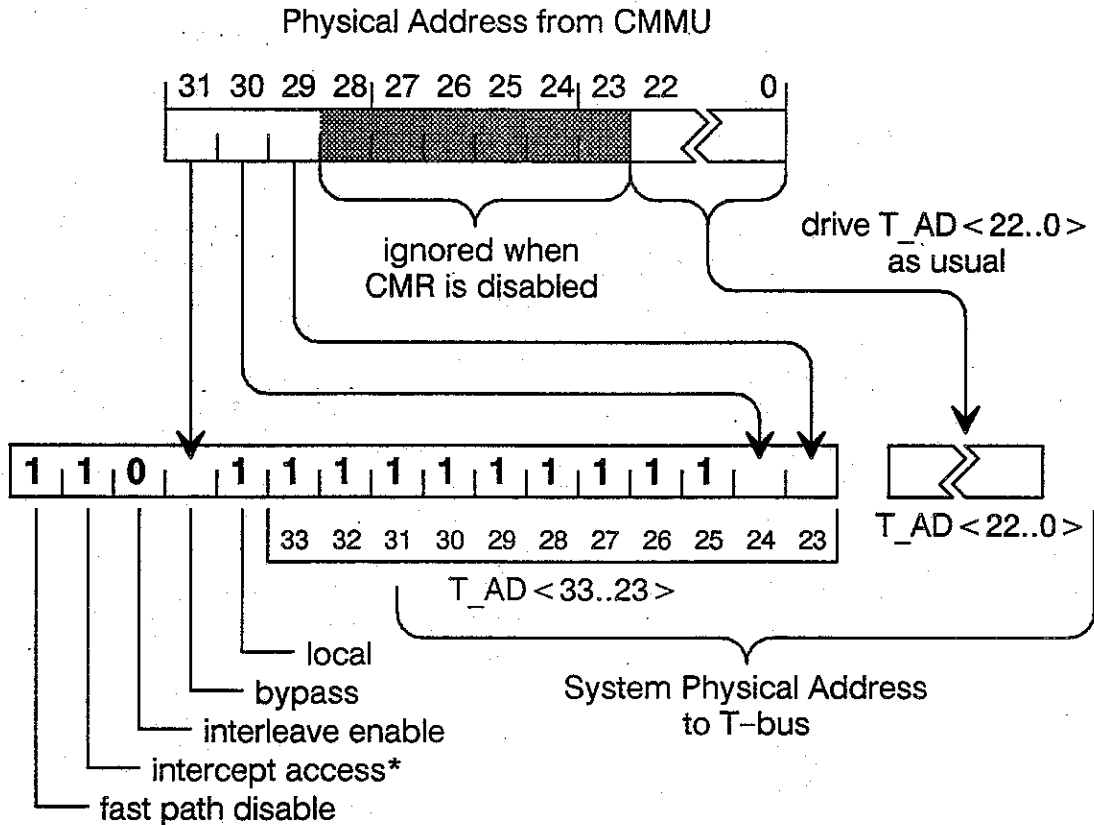 Physical Address from CMMU
31 30 29 28 27 26 25 24 23 22 0
drive T_AD<22..0>
as usual
ignored when
CMR is disabled
1 1 0 1 1 1 1 1 1 1 1 1 1
33 32 31 30 29 28 27 26 25 24 23
T_AD<22..0>
T_AD<33..23>
local
bypass
interleave enable
intercept access*
fast path disable
System Physical Address
to T-bus